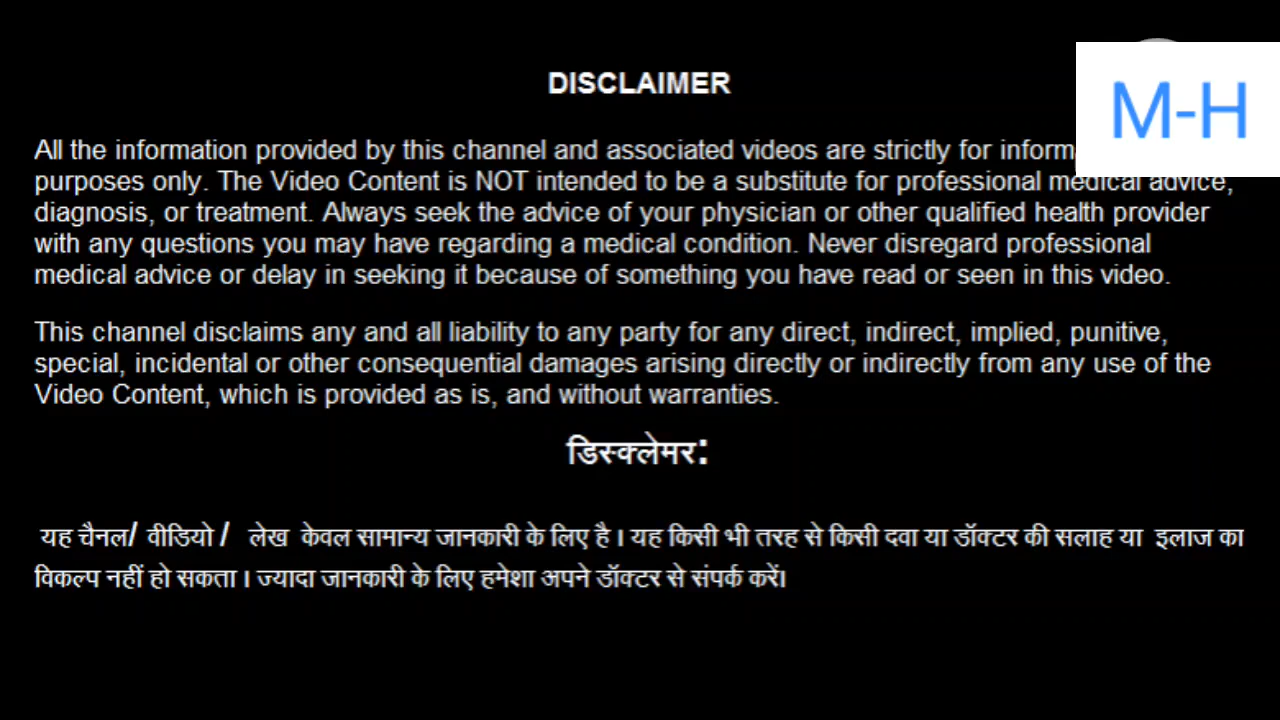 M-H
DISCLAIMER
All the information provided by this channel and associated videos are strictly for
purposes only. The Video Content is NOT intended to be a substitute for professional medical advice,
diagnosis, or treatment. Always seek the advice of your physician or other qualified health provider
with any questions you may have regarding a medical condition. Never disregard professional
medical advice or delay in seeking it because of something you have read or seen in this video.
This channel disclaims any and all liability to any party for any direct, indirect, implied, punitive,
special, incidental or other consequential damages arising directly or indirectly from any use of the
Video Content, which is provided as is, and without warranties.
डिस्क्लेमर:
यह चैनल/ वीडियो / लेख केवल सामान्य जानकारी के लिए है । यह किसी भी तरह से किसी दवा या डॉक्टर की सलाह या इलाज का
विकल्प नहीं हो सकता । ज्यादा जानकारी के लिए हमेशा अपने डॉक्टर से संपर्क करें।